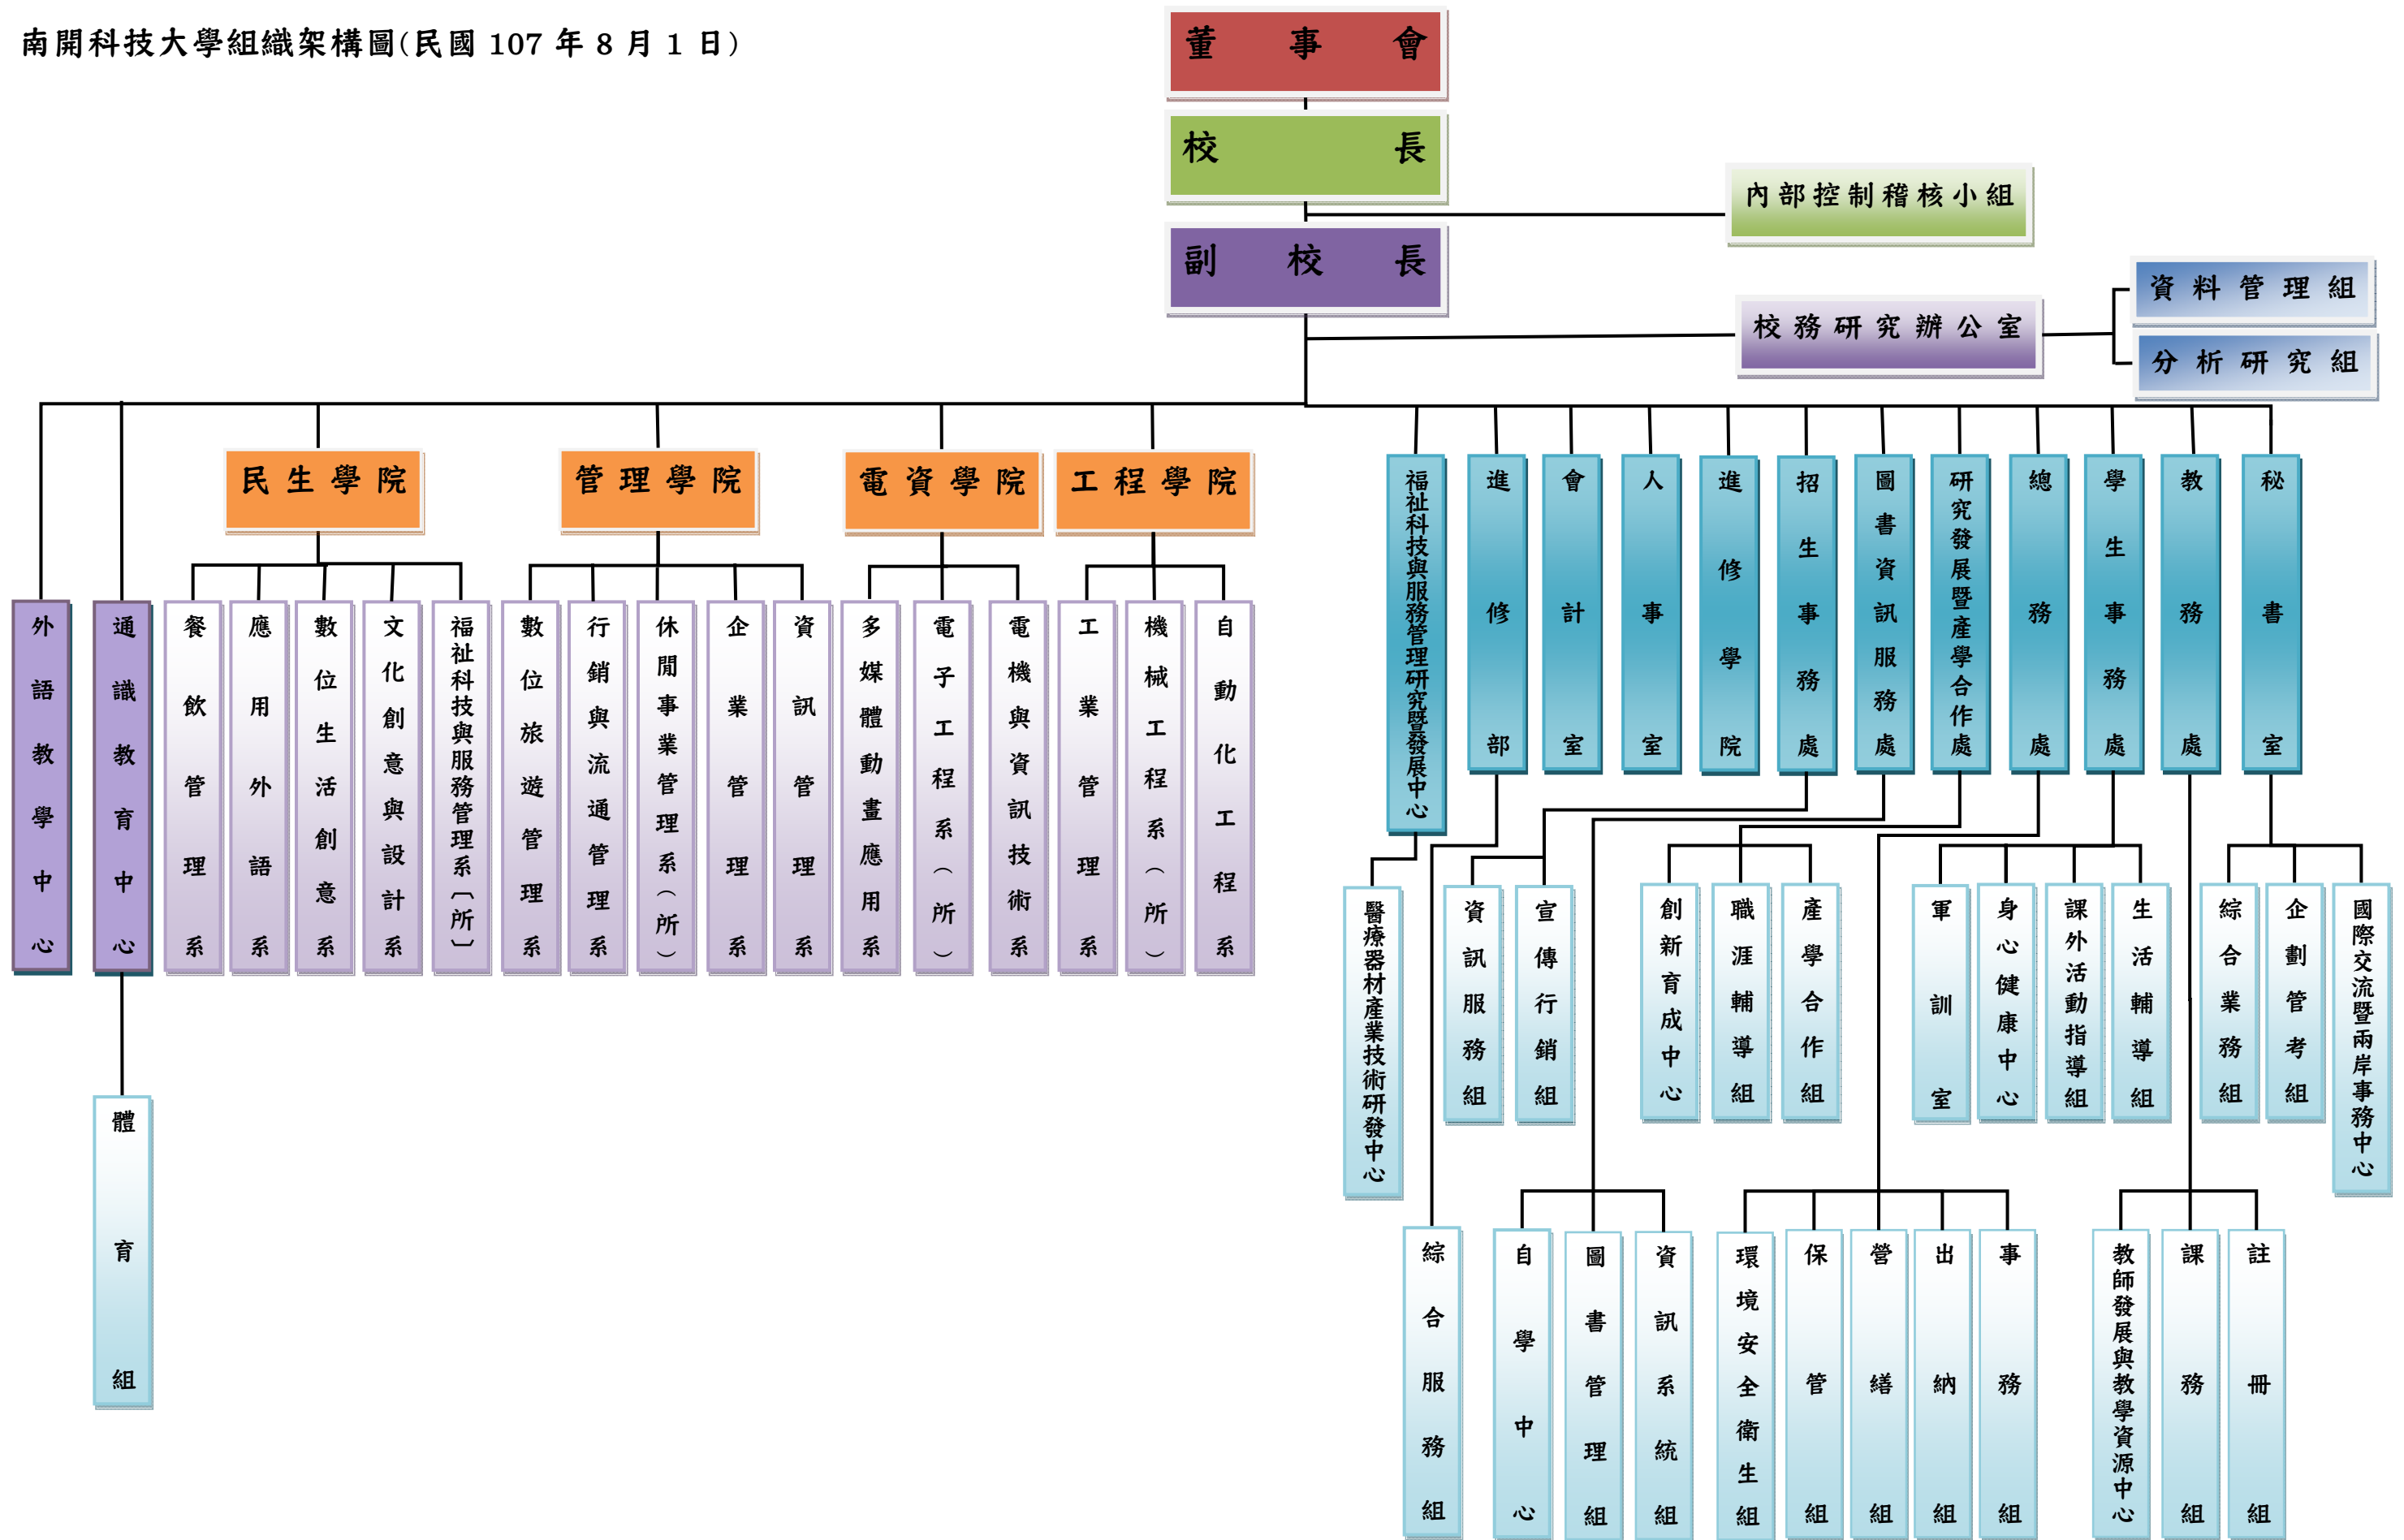 南開科技大學組織架構圖(民國 107 年 8 月 1 日)
董事會
校長
內部控制稽核小組
副校長
資料管理組
校務研究辦公室
分析研究組
民生學院
管理學院
電資學院
工程學院
福祉科技與服務管理研究暨發展中心
進修部
會計室
人事室
進修學院
招生事務處
圖書資訊服務處
研究發展暨產學合作處
總務處
學生事務處
教務處
秘書室
外語教學中心
通識教育中心
餐飲管理系
應用外語系
數位生活創意系
文化創意與設計系
福祉科技與服務管理系〔所〕
數位旅遊管理系
行銷與流通管理系
休閒事業管理系（所）
企業管理系
資訊管理系
多媒體動畫應用系
電子工程系（所）
電機與資訊技術系
工業管理系
機械工程系（所）
自動化工程系
醫療器材產業技術研發中心
資訊服務組
宣傳行銷組
創新育成中心
職涯輔導組
產學合作組
軍訓室
身心健康中心
課外活動指導組
生活輔導組
綜合業務組
企劃管考組
國際交流暨兩岸事務中心
體育組
綜合服務組
自學中心
圖書管理組
資訊系統組
環境安全衛生組
保管組
營繕組
出納組
事務組
教師發展與教學資源中心
課務組
註冊組